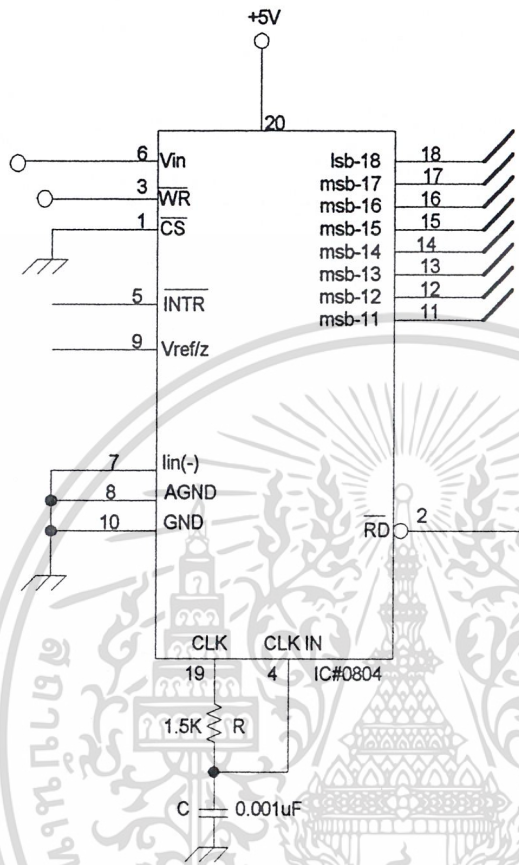 +5V
20
6 Vin
3 WR
1 CS
5 INTR
9 Vref/z
7 Iin(-)
8 AGND
10 GND
lsb-18 18
msb-17 17
msb-16 16
msb-15 15
msb-14 14
msb-13 13
msb-12 12
msb-11 11
RD 2
CLK CLK IN
19 4 IC#0804
1.5K R
C 0.001uF